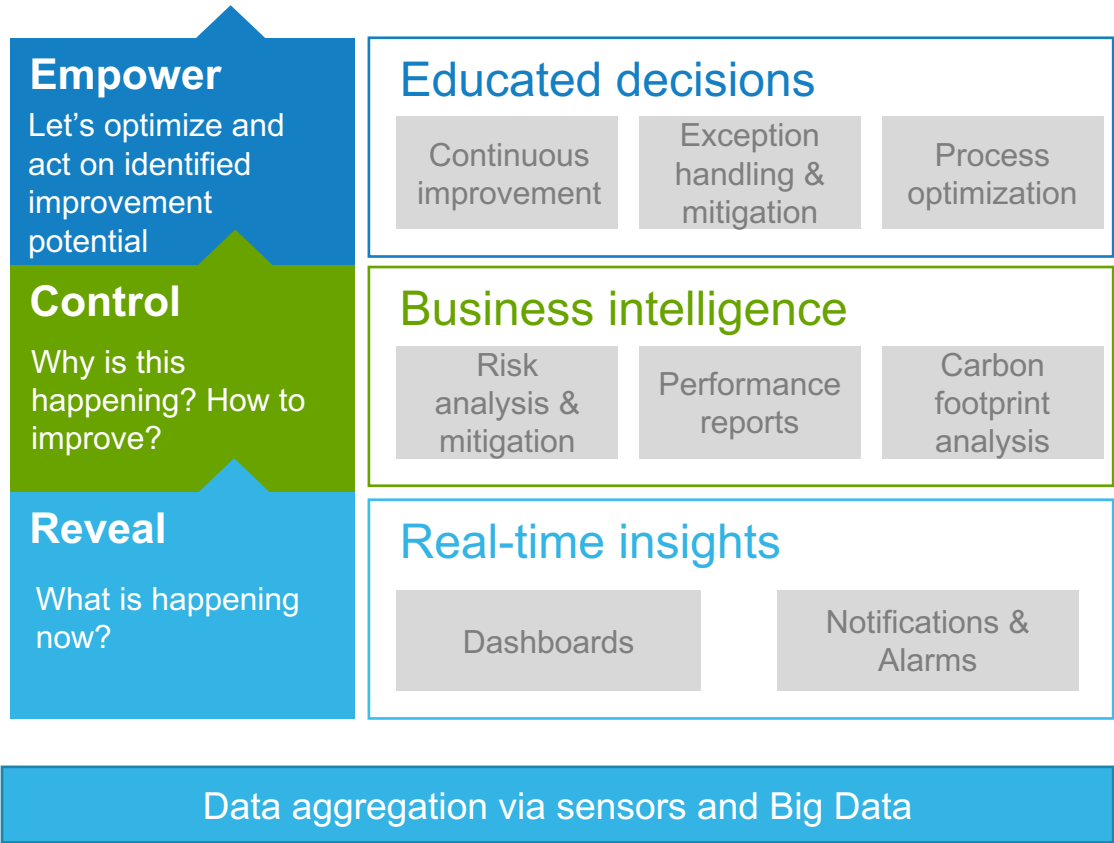 Empower
Let’s optimize and
act on identified
improvement
potential
Educated decisions
Continuous
improvement
Exception
handling &
mitigation
Process
optimization
Control
Why is this
happening? How to
improve?
Business intelligence
Risk
analysis &
mitigation
Performance
reports
Carbon
footprint
analysis
Reveal
What is happening
now?
Real-time insights
Dashboards
Notifications &
Alarms
Data aggregation via sensors and Big Data